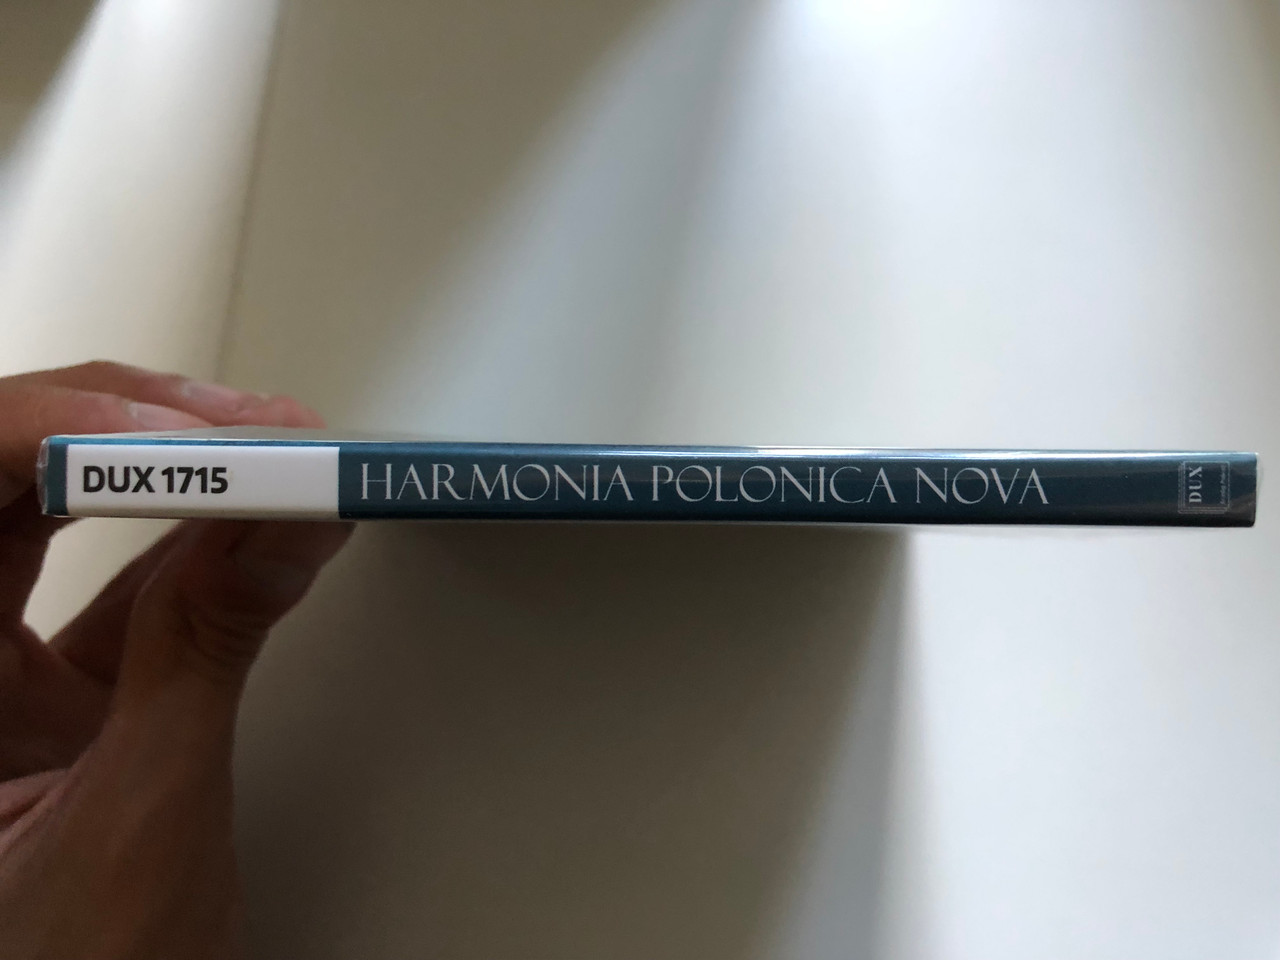 DUX 1715
HARMONIA POLONICA NOVA
DUX